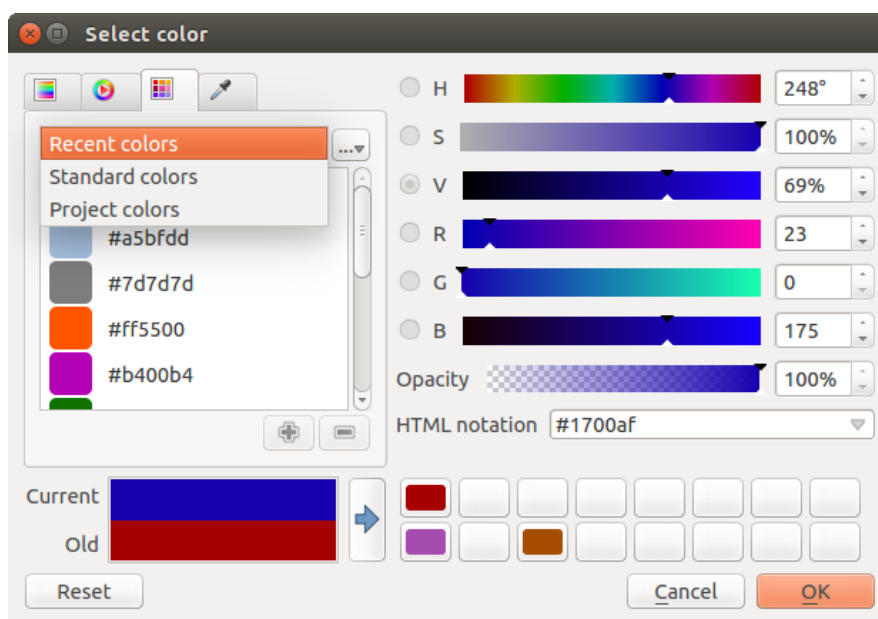 Select color
Recent colors
...
Standard colors
Project colors
#a5bfdd
#7d7d7d
#ff5500
#b400b4
H 248°
S 100%
V 69%
R 23
G 0
B 175
Opacity 100%
HTML notation #1700af
Current
Old
Reset
Cancel
OK